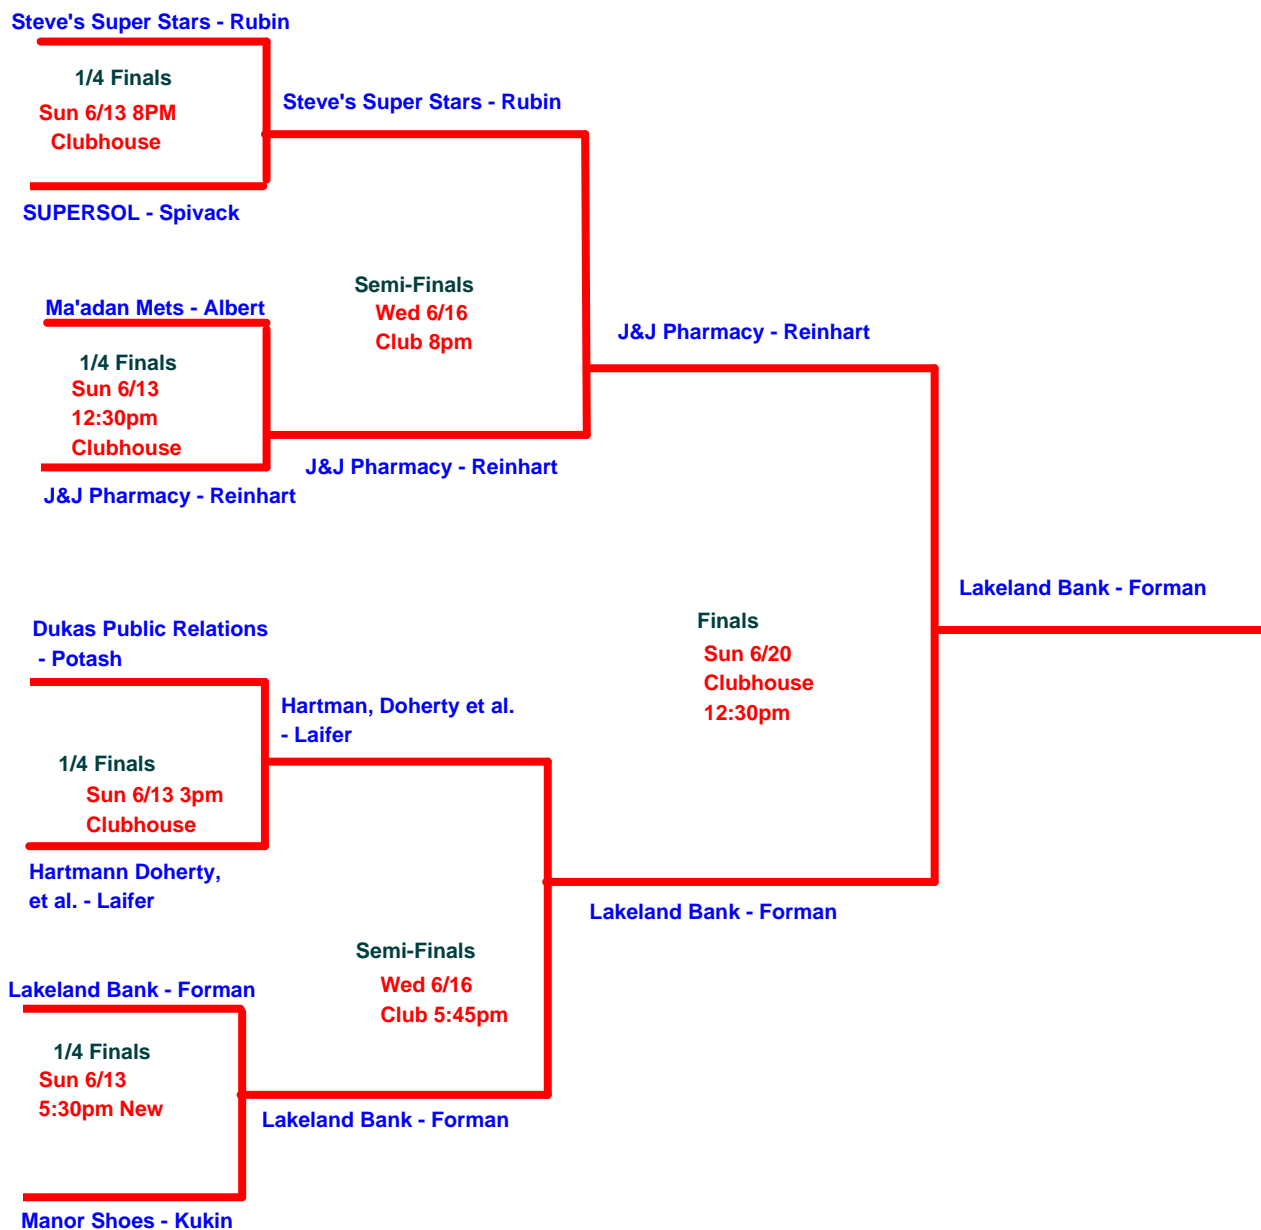 Steve's Super Stars - Rubin
1/4 Finals
Sun 6/13 8PM
Clubhouse
SUPERSOL - Spivack
Steve's Super Stars - Rubin
Ma'adan Mets - Albert
1/4 Finals
Sun 6/13
12:30pm
Clubhouse
J&J Pharmacy - Reinhart
Semi-Finals
Wed 6/16
Club 8pm
J&J Pharmacy - Reinhart
J&J Pharmacy - Reinhart
Dukas Public Relations
- Potash
1/4 Finals
Sun 6/13 3pm
Clubhouse
Hartmann Doherty,
et al. - Laifer
Hartman, Doherty et al.
- Laifer
Lakeland Bank - Forman
1/4 Finals
Sun 6/13
5:30pm New
Manor Shoes - Kukin
Semi-Finals
Wed 6/16
Club 5:45pm
Lakeland Bank - Forman
Lakeland Bank - Forman
Finals
Sun 6/20
Clubhouse
12:30pm
Lakeland Bank - Forman